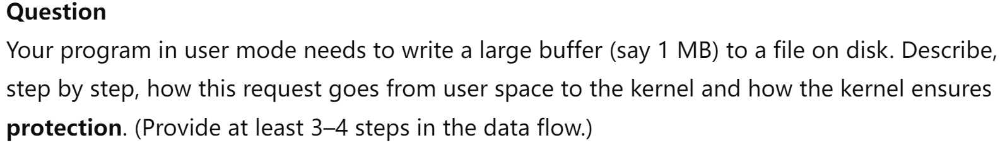 Question
Your program in user mode needs to write a large buffer (say 1 MB) to a file on disk. Describe,
step by step, how this request goes from user space to the kernel and how the kernel ensures
protection. (Provide at least 3–4 steps in the data flow.)